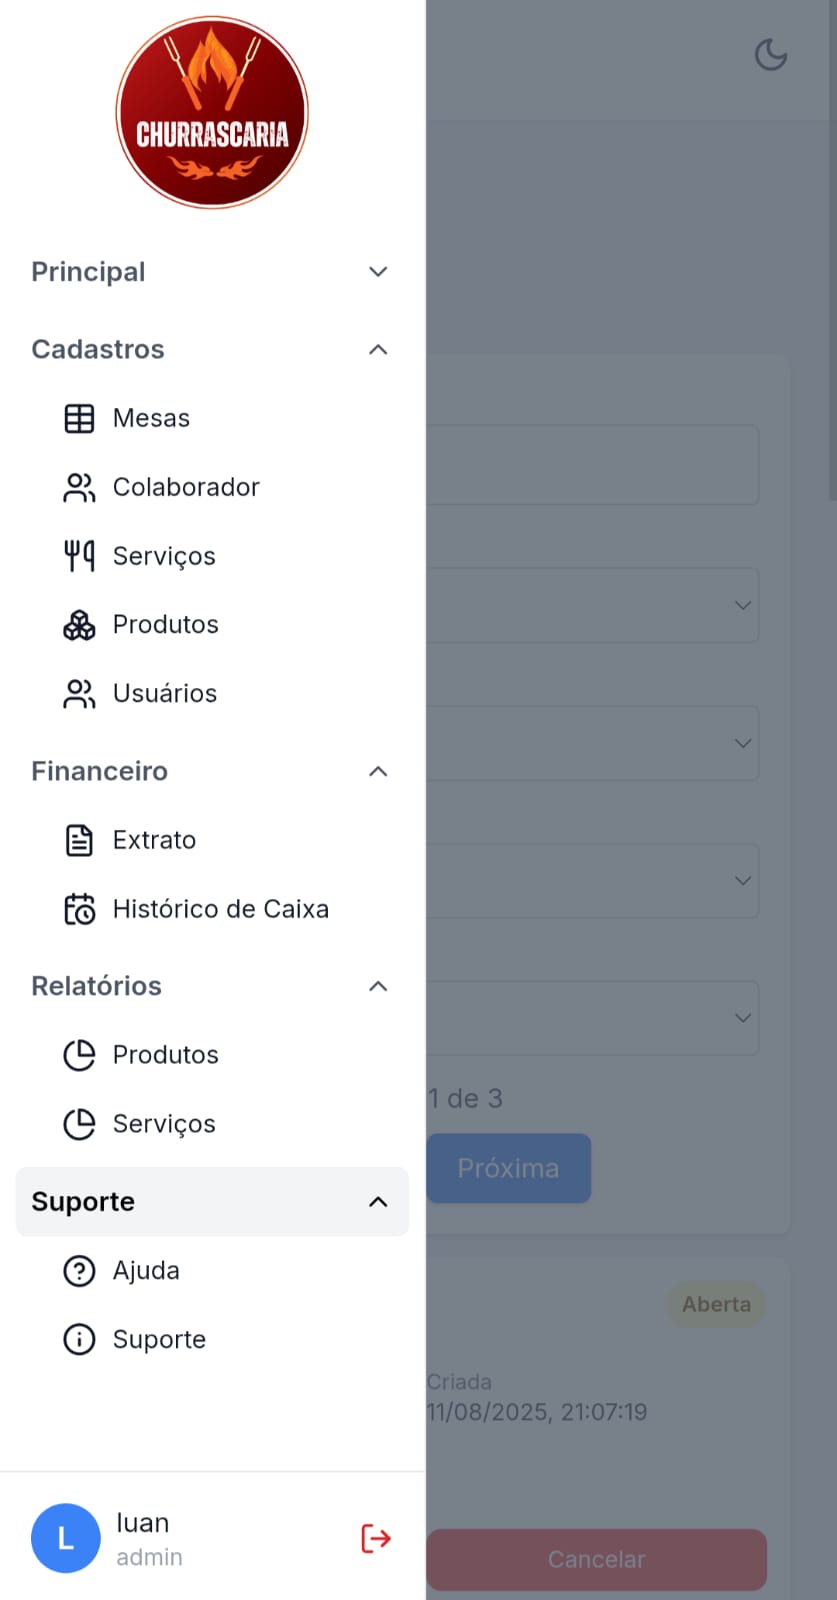 CHURRASCARIA
Principal
Cadastros
Mesas
Colaborador
Serviços
Produtos
Usuários
Financeiro
Extrato
Histórico de Caixa
Relatórios
Produtos
Serviços
Suporte
Ajuda
Suporte
L
luan
admin
1 de 3
Próxima
Aberta
Criada
11/08/2025, 21:07:19
Cancelar